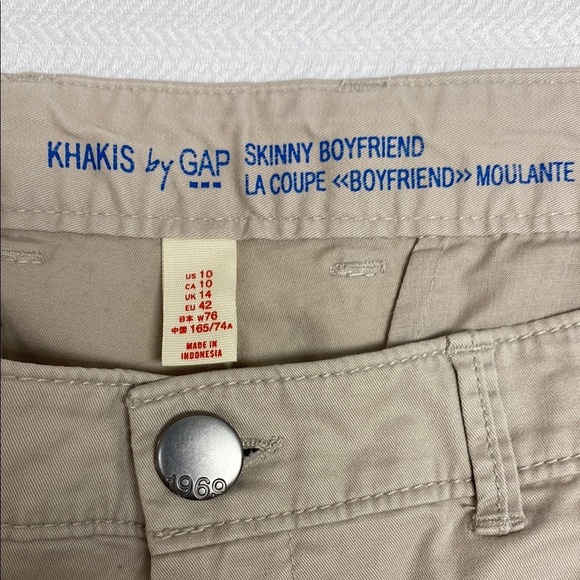 KHAKIS by GAP
SKINNY BOYFRIEND
LA COUPE «BOYFRIEND» MOULANTE
US 10
CA 10
UK 14
EU 42
日本 W76
中国 165/74A
MADE IN
INDONESIA
1969